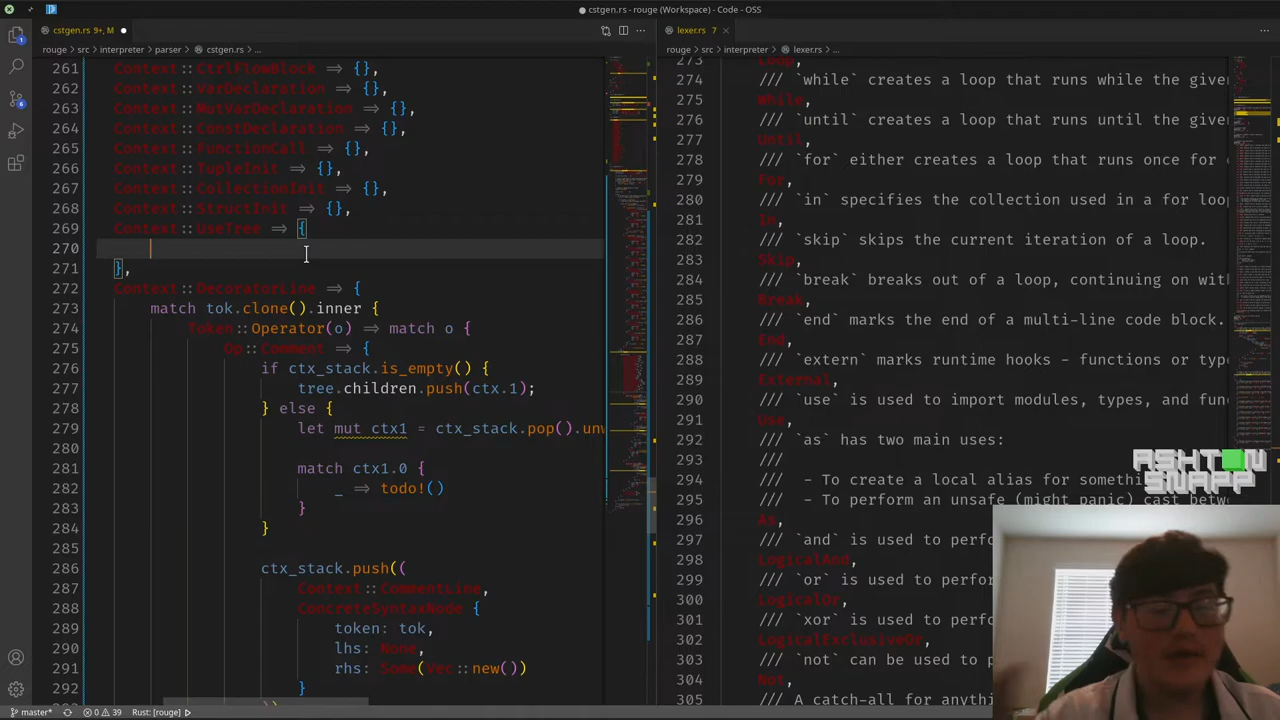 cstgen.rs - rouge (Workspace) - Code - OSS
cstgen.rs 9+, M
lexer.rs 7
rouge > src > interpreter > parser > cstgen.rs > ...
rouge > src > interpreter > lexer.rs > ...
261 Context::CtrlFlowBlock => {},
262 Context::VarDeclaration => {},
263 Context::MutVarDeclaration => {},
264 Context::ConstDeclaration => {},
265 Context::FunctionCall => {},
266 Context::TupleInit => {},
267 Context::CollectionInit => {},
268 Context::StructInit => {},
269 Context::UseTree => {
270
271 },
272 Context::DecoratorLine => {
273 match tok.clone().inner {
274 Token::Operator(o) => match o {
275 Op::Comment => {
276 if ctx_stack.is_empty() {
277 tree.children.push(ctx.1);
278 } else {
279 let mut ctx1 = ctx_stack.pop().un
280
281 match ctx1.0 {
282 _ => todo!()
283 }
284 }
285
286 ctx_stack.push((
287 Context::CommentLine,
288 ConcreteSyntaxNode {
289
290
291 rhs: Some(Vec::new())
292 }
273 Loop,
274 /// `while` creates a loop that runs while the give
275 While,
276 /// `until` creates a loop that runs until the give
277 Until,
278 /// `for` either creates a loop that runs once for
279 For,
280 /// `in` specifies the collection used in a for loo
281 In,
282 /// `skip` skips the current iteration of a loop.
283 Skip,
284 /// `break` breaks out of a loop, continuing on wit
285 Break,
286 /// `end` marks the end of a multi-line code block.
287 End,
288 /// `extern` marks runtime hooks - functions or type
289 External,
290 /// `use` is used to import modules, types, and fun
291 Use,
292 /// `as` has two main uses:
293 ///
294 /// - To create a local alias for somethi
295 /// - To perform an unsafe (might panic) cast betw
296 As,
297 /// `and` is used to perfo
298 LogicalAnd,
299 /// `or` is used to perfor
300 LogicalOr,
301 /// `xor` is used to perfo
302 LogicalExclusiveOr,
303 /// `not` can be used to p
304 Not,
305 /// A catch-all for anythi
ASHTON
SNAPP
master* 0 39 Rust: [rouge]